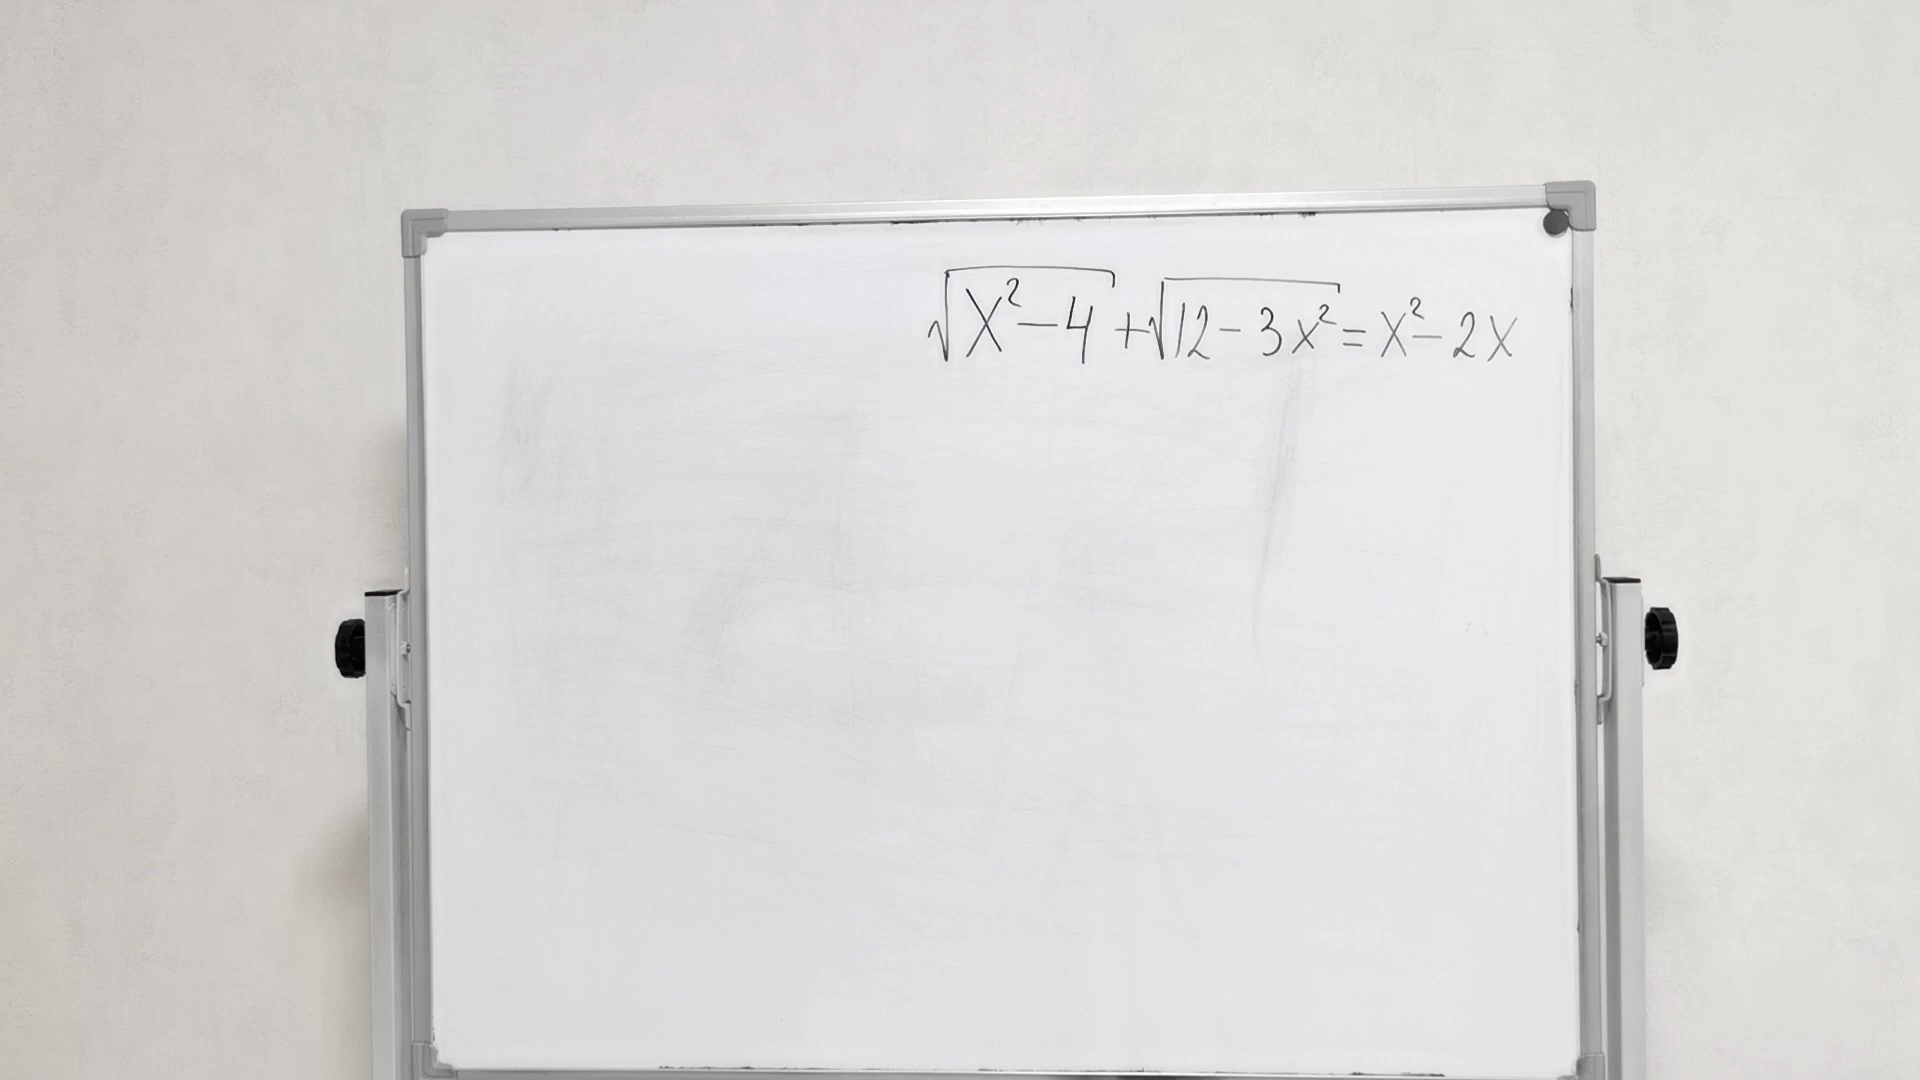 √(x²-4) + √(12-3x²) = x²-2x